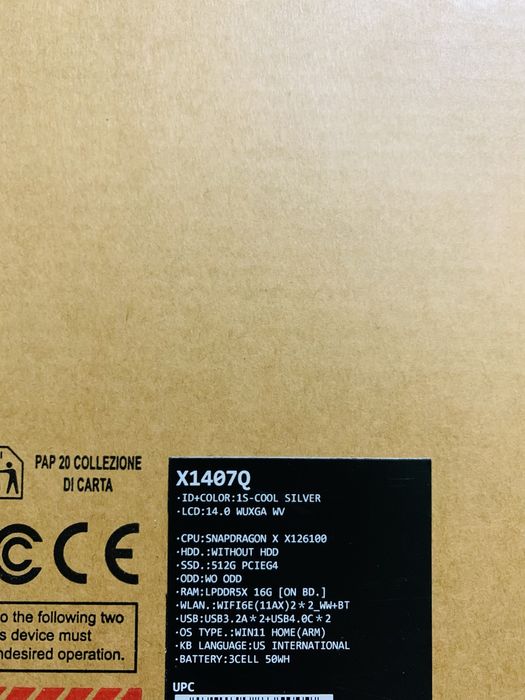 PAP 20 COLLEZIONE
DI CARTA
X1407Q
·ID+COLOR:1S-COOL SILVER
·LCD:14.0 WUXGA WV
·CPU:SNAPDRAGON X X126100
·HDD.:WITHOUT HDD
·SSD.:512G PCIEG4
·ODD:WO ODD
·RAM:LPDDR5X 16G [ON BD.]
·WLAN.:WIFI6E(11AX)2*2_WW+BT
·USB:USB3.2A*2+USB4.0C*2
·OS TYPE.:WIN11 HOME(ARM)
·KB LANGUAGE:US INTERNATIONAL
·BATTERY:3CELL 50WH
UPC
CE
o the following two
s device must
ndesired operation.